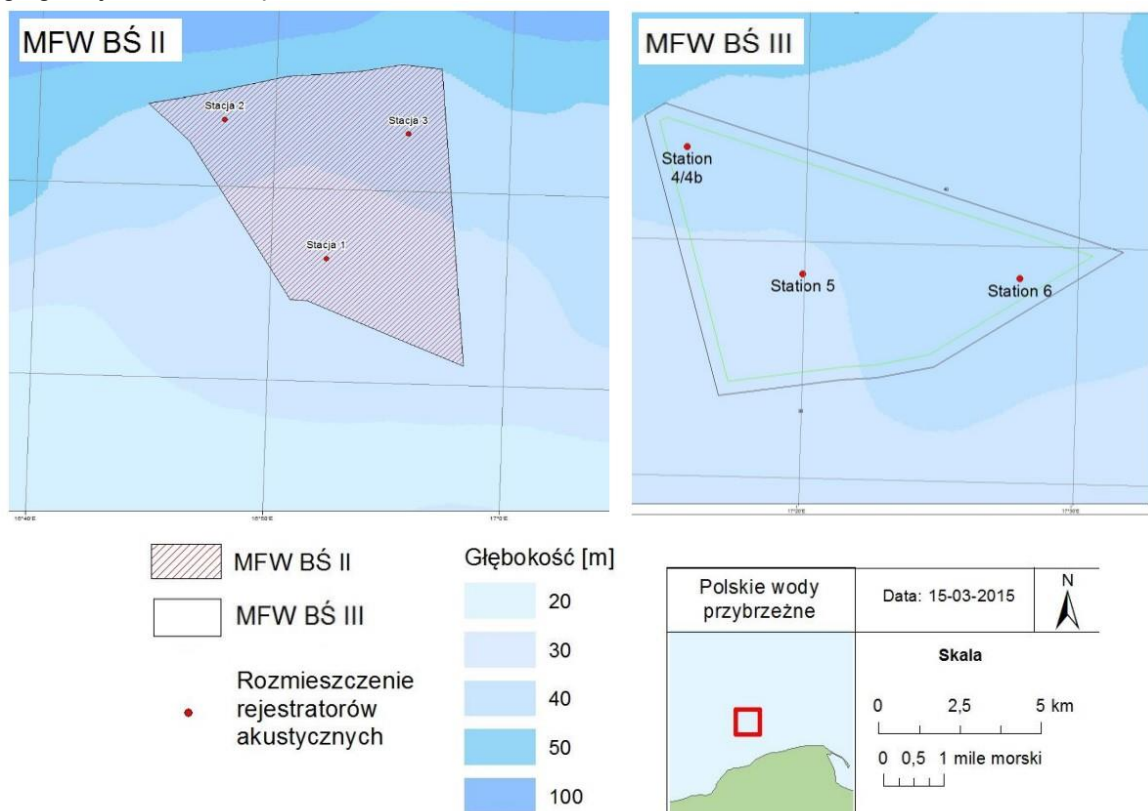 MFW BŚ II
Stacja 2
Stacja 3
Stacja 1
MFW BŚ III
Station
4/4b
Station 5
Station 6
MFW BŚ II
MFW BŚ III
Rozmieszczenie
rejestratorów
akustycznych
Głębokość [m]
20
30
40
50
100
Polskie wody
przybrzeżne
Data: 15-03-2015
N
Skala
0 2,5 5 km
0 0,5 1 mile morski